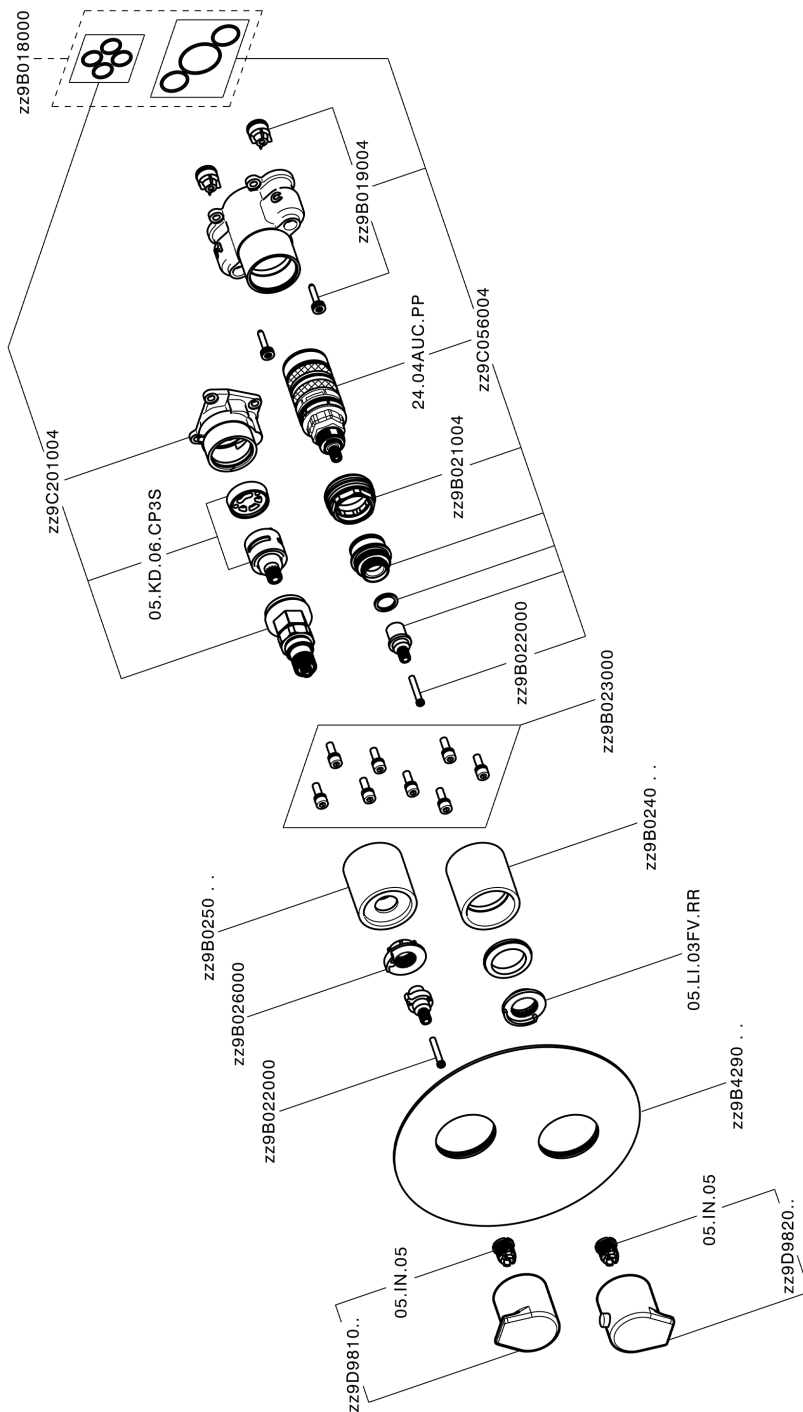 zz9B018000
zz9B019004
24.04AUC.PP
zz9C056004
zz9C201004
05.KD.06.CP3S
zz9B021004
zz9B022000
zz9B023000
zz9B0250 . .
zz9B0240 . .
zz9B026000
05.LI.03FV.RR
zz9B022000
zz9B4290 . .
05.IN.05
05.IN.05
zz9D9810..
zz9D9820..